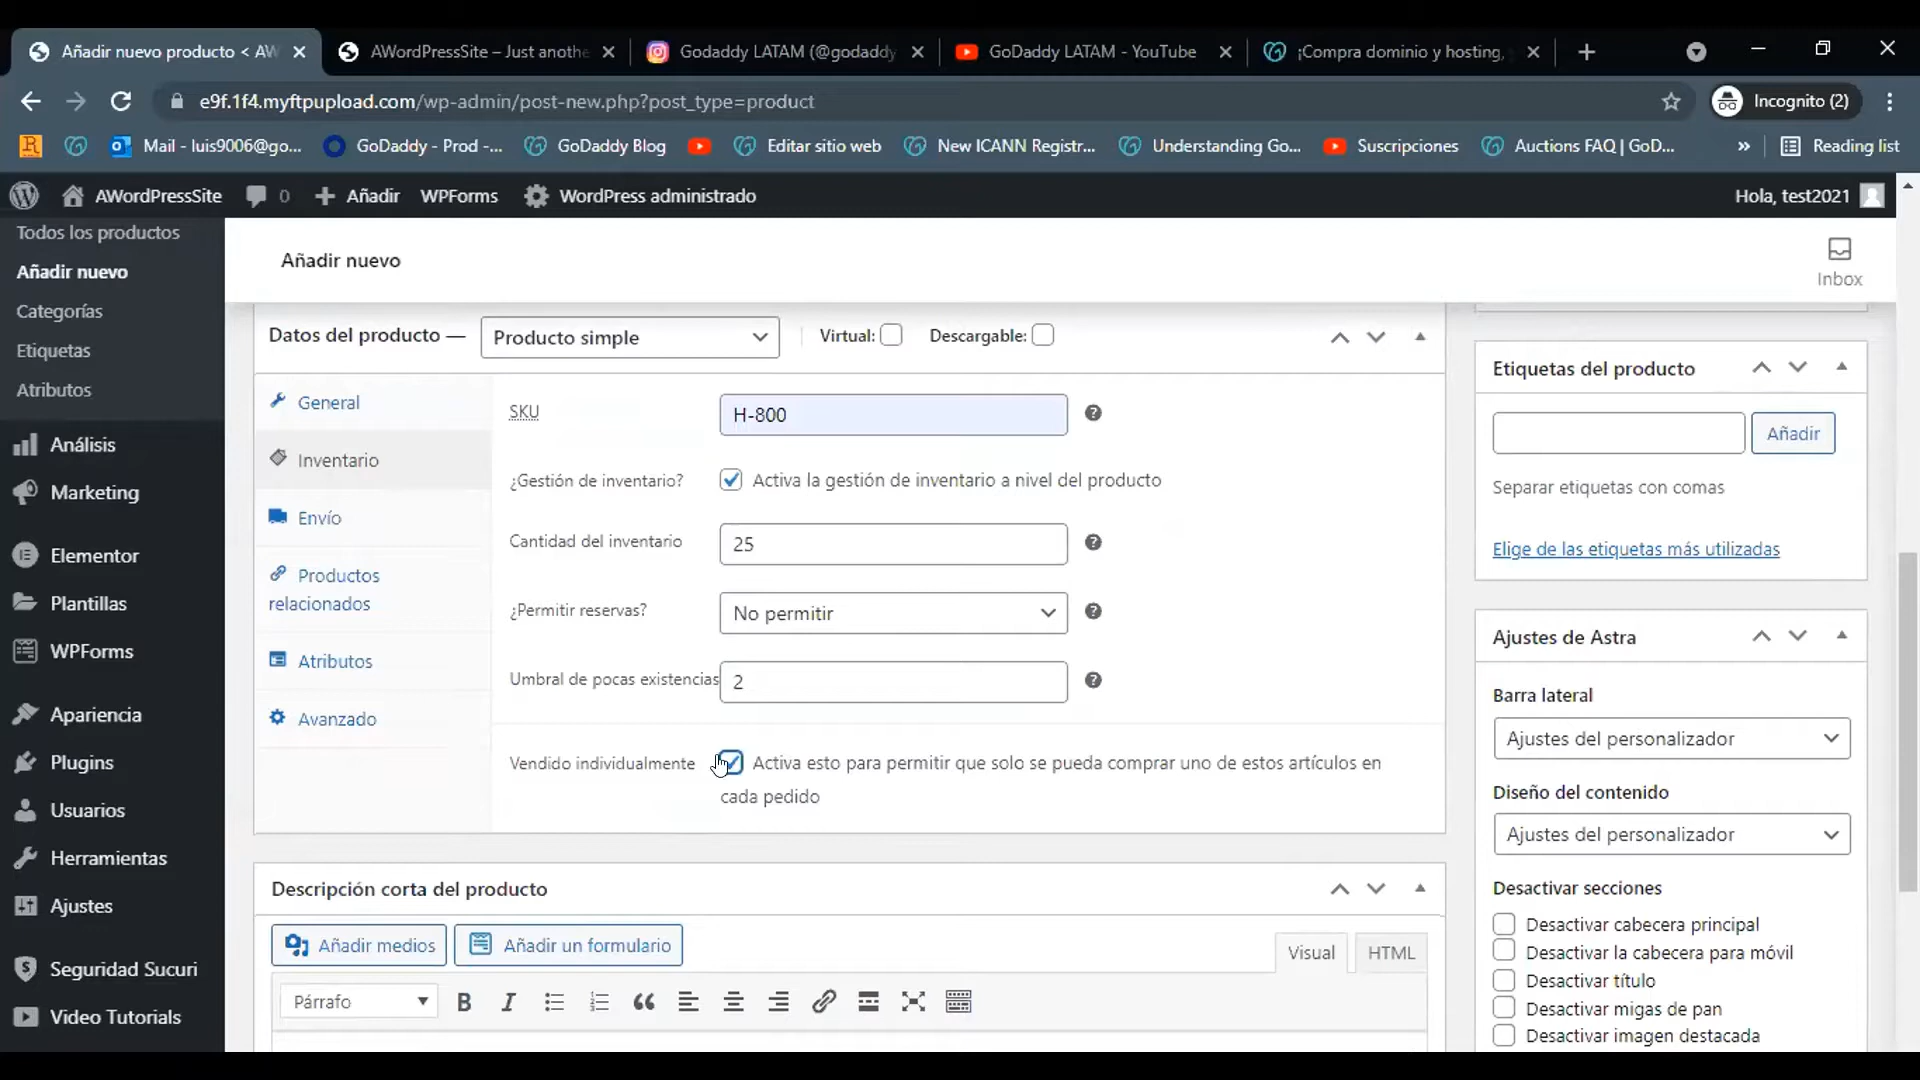 Añadir nuevo producto < AW
AWordPressSite – Just anothe
Godaddy LATAM (@godaddy
GoDaddy LATAM - YouTube
¡Compra dominio y hosting,
e9f.1f4.myftpupload.com/wp-admin/post-new.php?post_type=product
Incognito (2)
Mail - luis9006@go...
GoDaddy - Prod -...
GoDaddy Blog
Editar sitio web
New ICANN Registr...
Understanding Go...
Suscripciones
Auctions FAQ | GoD...
»
Reading list
AWordPressSite
0
Añadir
WPForms
WordPress administrado
Hola, test2021
Todos los productos
Añadir nuevo
Categorías
Etiquetas
Atributos
Análisis
Marketing
Elementor
Plantillas
WPForms
Apariencia
Plugins
Usuarios
Herramientas
Ajustes
Seguridad Sucuri
Video Tutorials
Añadir nuevo
Inbox
Datos del producto —
Producto simple
Virtual:
Descargable:
General
Inventario
Envío
Productos
relacionados
Atributos
Avanzado
SKU
H-800
¿Gestión de inventario?
Activa la gestión de inventario a nivel del producto
Cantidad del inventario
25
¿Permitir reservas?
No permitir
Umbral de pocas existencias
2
Vendido individualmente
Activa esto para permitir que solo se pueda comprar uno de estos artículos en
cada pedido
Descripción corta del producto
Añadir medios
Añadir un formulario
Visual
HTML
Párrafo
B
I
Etiquetas del producto
Añadir
Separar etiquetas con comas
Elige de las etiquetas más utilizadas
Ajustes de Astra
Barra lateral
Ajustes del personalizador
Diseño del contenido
Ajustes del personalizador
Desactivar secciones
Desactivar cabecera principal
Desactivar la cabecera para móvil
Desactivar título
Desactivar migas de pan
Desactivar imagen destacada